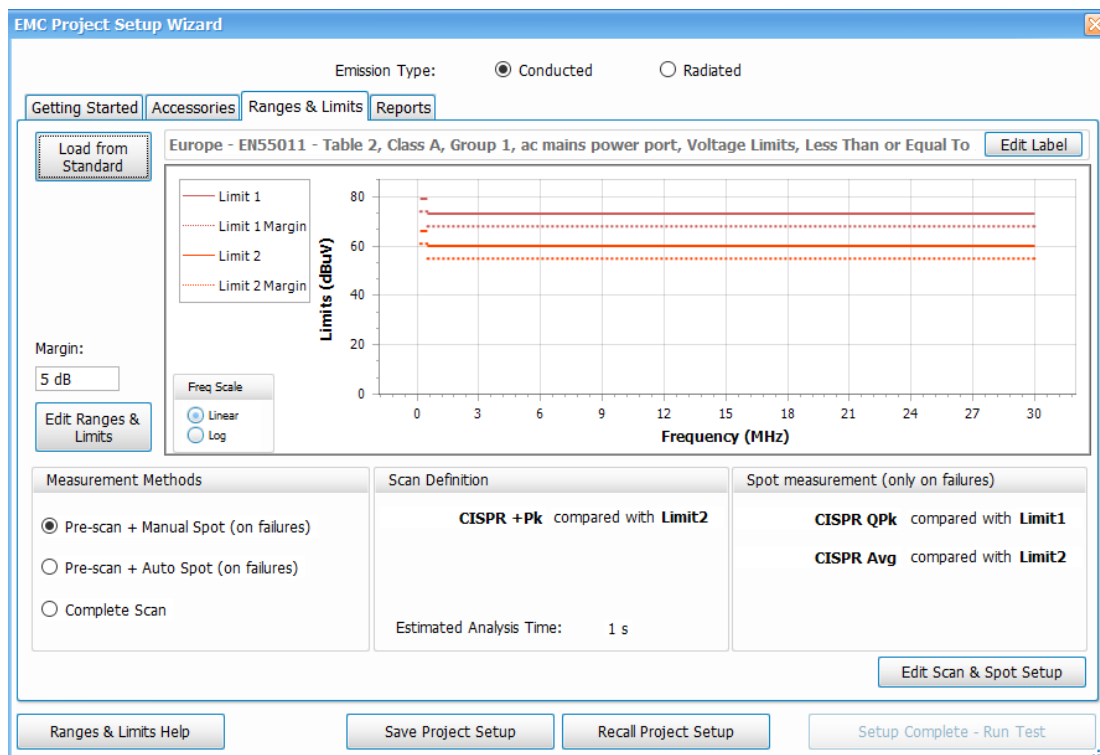 EMC Project Setup Wizard
Emission Type: Conducted Radiated
Getting Started Accessories Ranges & Limits Reports
Load from
Standard
Europe - EN55011 - Table 2, Class A, Group 1, ac mains power port, Voltage Limits, Less Than or Equal To
Edit Label
Limit 1
Limit 1 Margin
Limit 2
Limit 2 Margin
Limits (dBuV)
80
60
40
20
0
0 3 6 9 12 15 18 21 24 27 30
Frequency (MHz)
Margin:
5 dB
Edit Ranges &
Limits
Freq Scale
Linear
Log
Measurement Methods
Pre-scan + Manual Spot (on failures)
Pre-scan + Auto Spot (on failures)
Complete Scan
Scan Definition
CISPR +Pk compared with Limit2
Estimated Analysis Time: 1 s
Spot measurement (only on failures)
CISPR QPk compared with Limit1
CISPR Avg compared with Limit2
Edit Scan & Spot Setup
Ranges & Limits Help Save Project Setup Recall Project Setup Setup Complete - Run Test